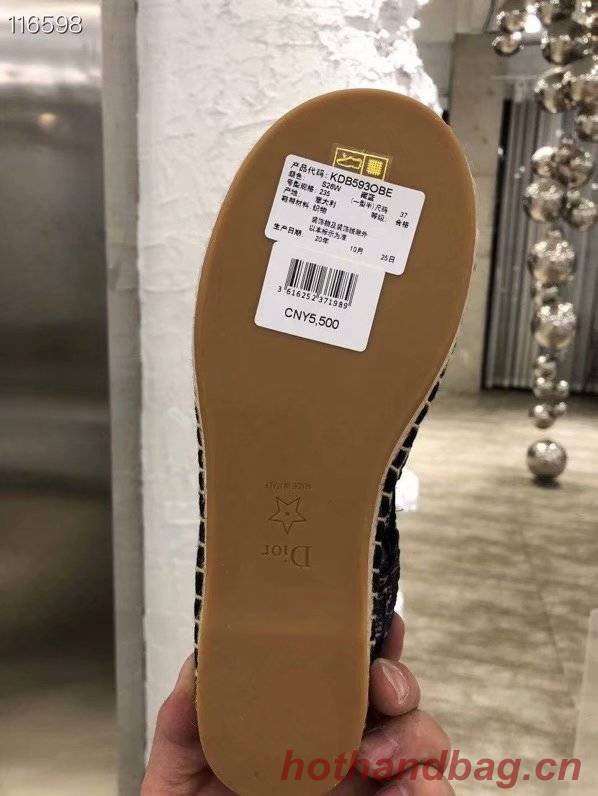 116598
产品代码: KDB593OBE
颜色: S26W 藏蓝
号型规格: 235 (一型半)尺码 37
产地: 意大利 等级: 合格
鞋帮材料: 织物
装饰物及装饰线除外
以本标示为准
生产日期: 20年 10月 25日
3 616252 371989
CNY5,500
MADE IN ITALY
Dior
hothandbag.cn